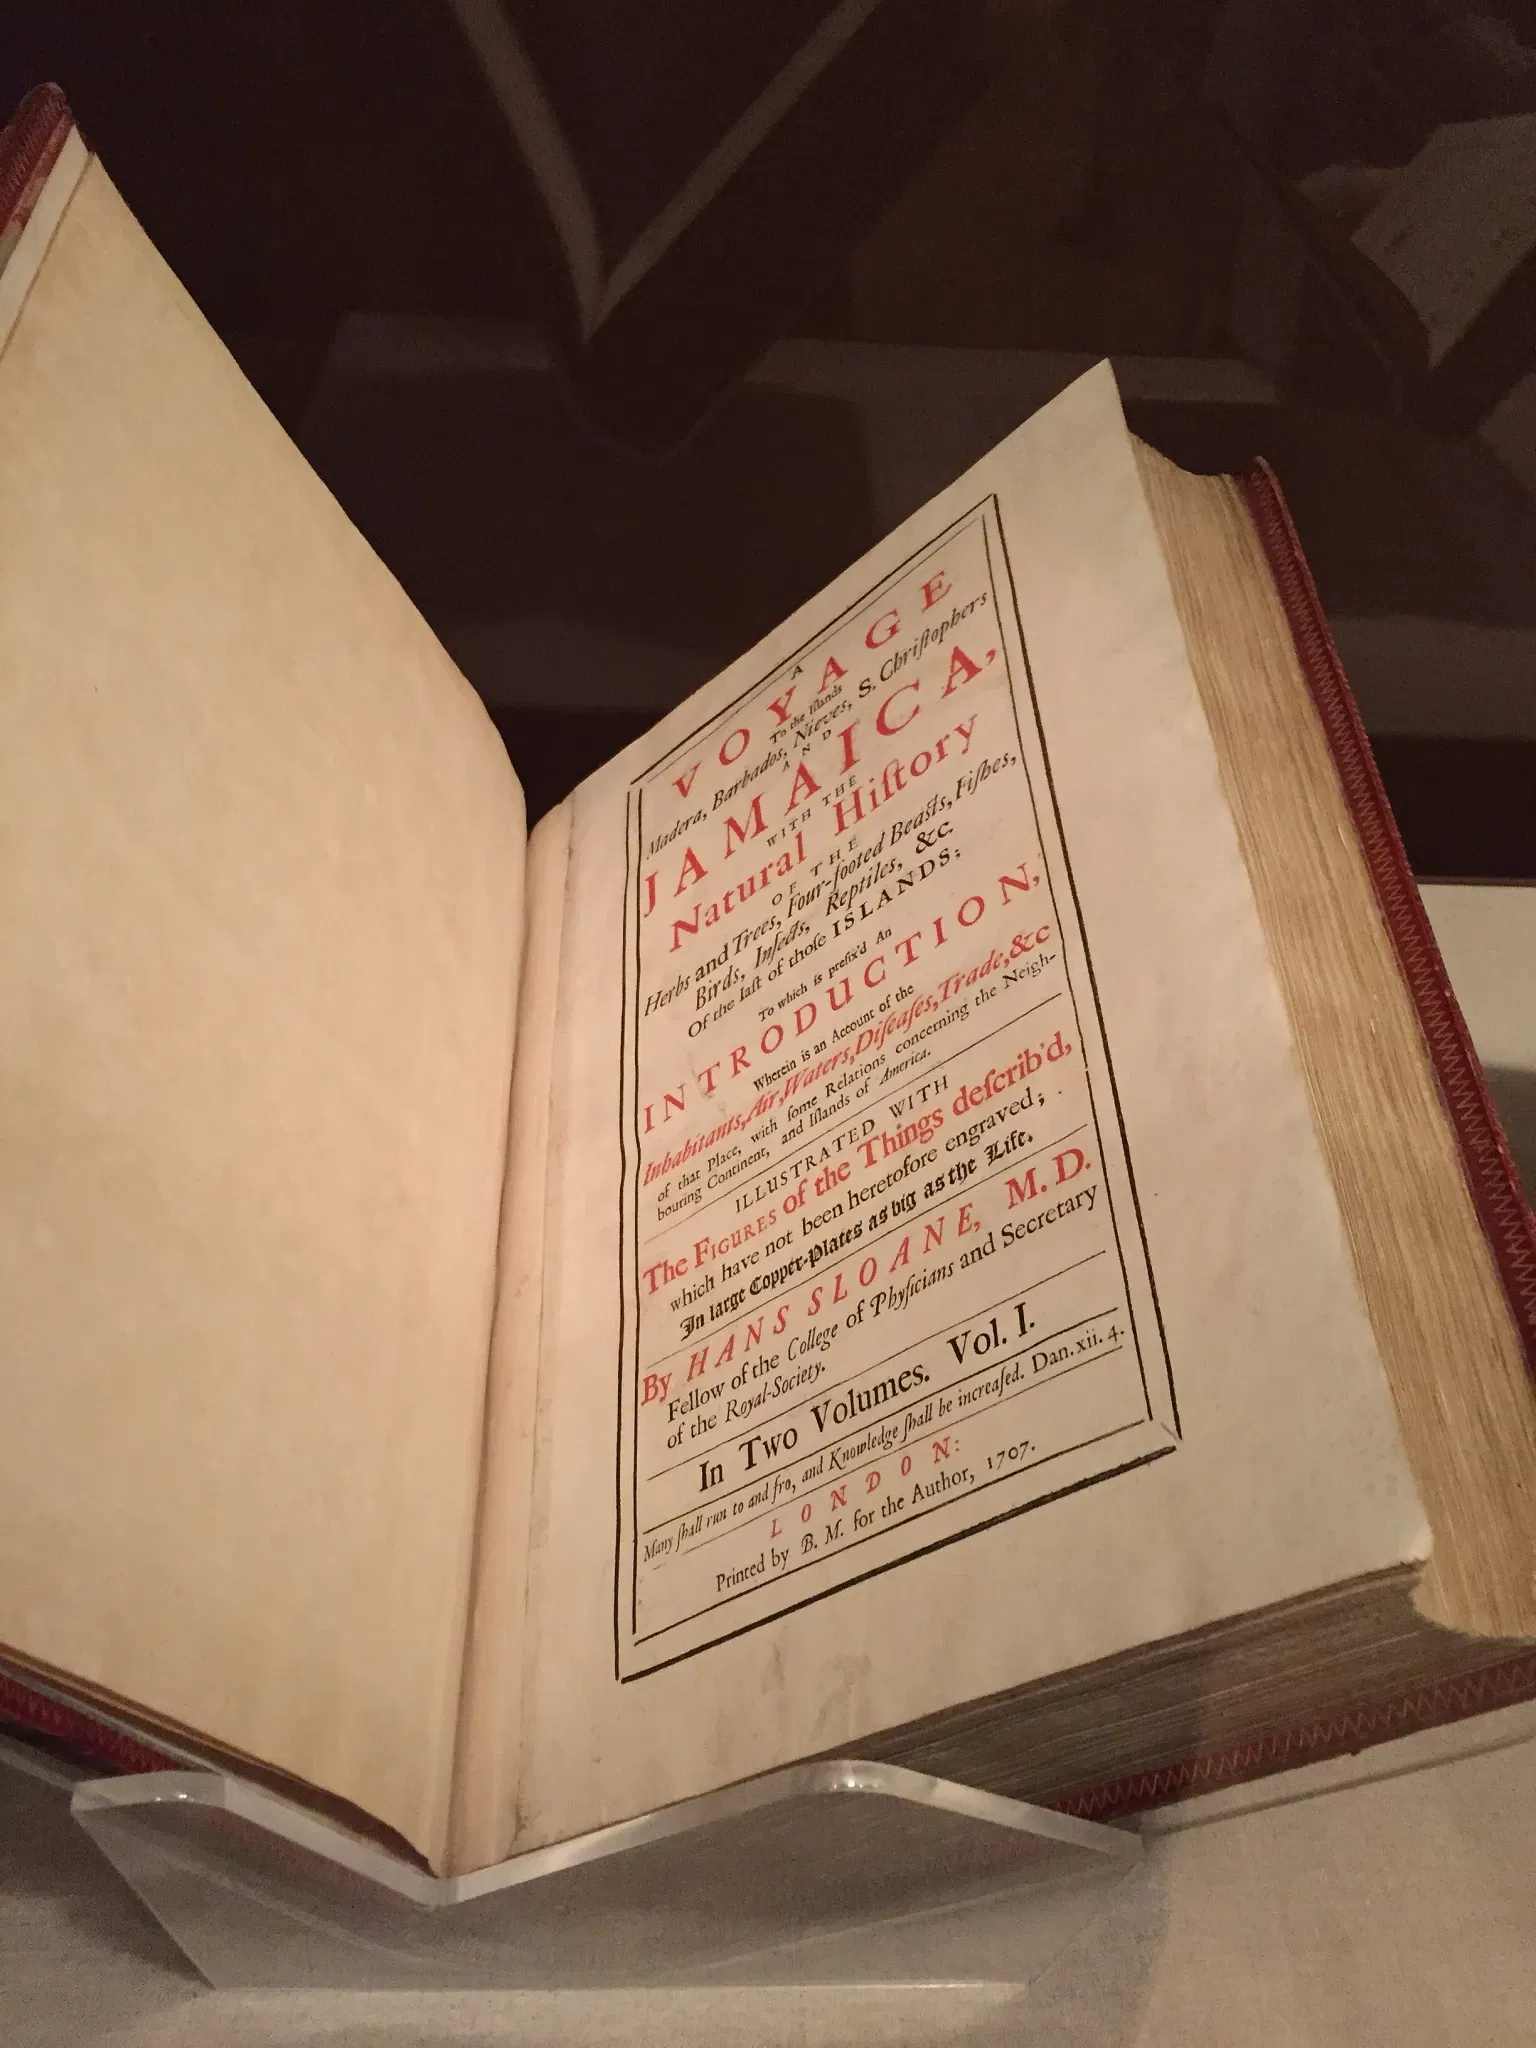 A
VOYAGE
To the Iſlands
Madera, Barbados, Nieves, S. Chriſtophers
AND
JAMAICA,
WITH THE
Natural Hiſtory
OF THE
Herbs and Trees, Four-footed Beaſts, Fiſhes,
Birds, Inſects, Reptiles, &c.
Of the laſt of thoſe ISLANDS;
To which is prefix'd An
INTRODUCTION,
Wherein is an Account of the
Inhabitants, Air, Waters, Diſeaſes, Trade, &c
of that Place, with ſome Relations concerning the Neigh-
bouring Continent, and Iſlands of America.
ILLUSTRATED WITH
The FIGURES of the Things deſcrib'd,
which have not been heretofore engraved;
In large Copper-Plates as big as the Life.
By HANS SLOANE, M. D.
Fellow of the College of Phyſicians and Secretary
of the Royal-Society.
In Two Volumes. Vol. I.
Many ſhall run to and fro, and Knowledge ſhall be increaſed. Dan. xii. 4.
LONDON:
Printed by B. M. for the Author, 1707.